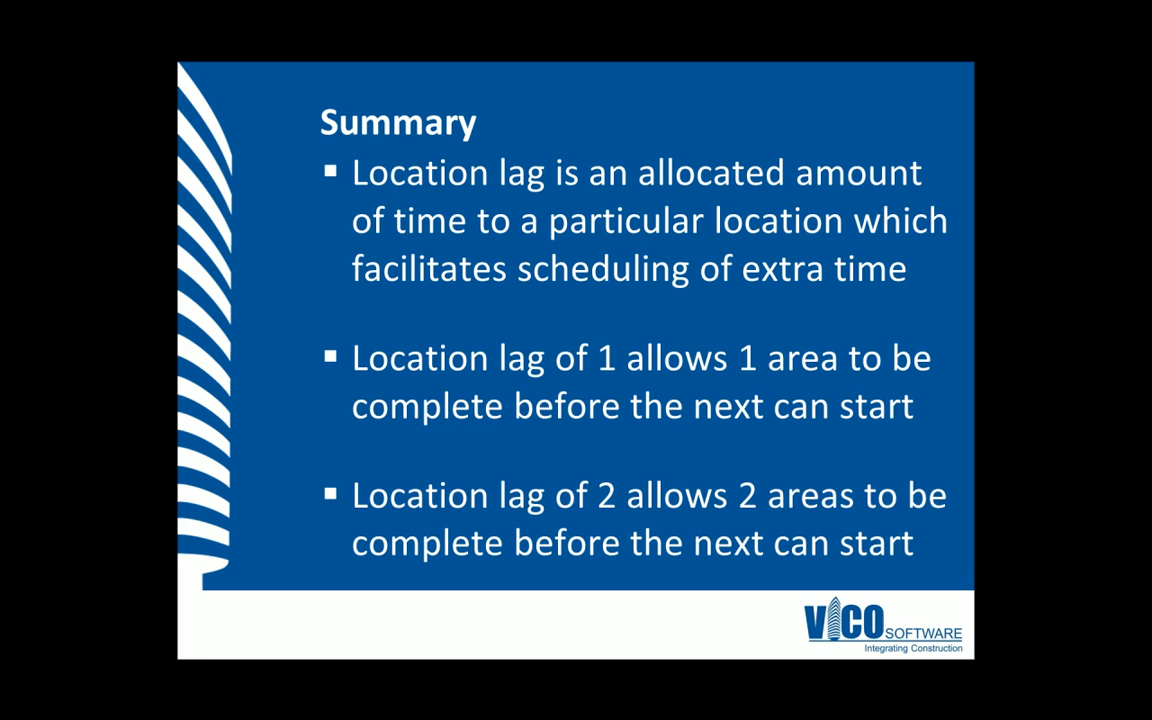 Summary
▪ Location lag is an allocated amount
of time to a particular location which
facilitates scheduling of extra time
▪ Location lag of 1 allows 1 area to be
complete before the next can start
▪ Location lag of 2 allows 2 areas to be
complete before the next can start
VICO SOFTWARE
Integrating Construction